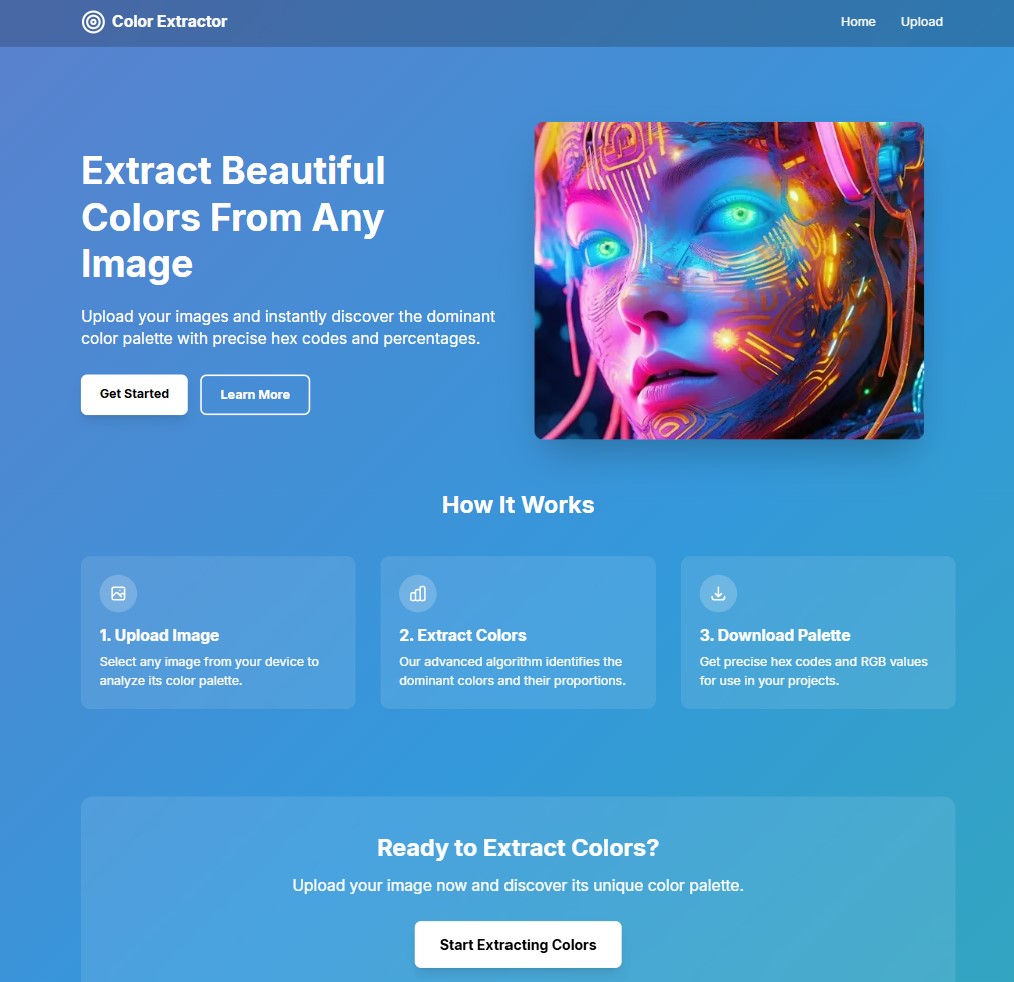 Color Extractor
Home
Upload
Extract Beautiful
Colors From Any
Image
Upload your images and instantly discover the dominant
color palette with precise hex codes and percentages.
Get Started
Learn More
How It Works
1. Upload Image
Select any image from your device to
analyze its color palette.
2. Extract Colors
Our advanced algorithm identifies the
dominant colors and their proportions.
3. Download Palette
Get precise hex codes and RGB values
for use in your projects.
Ready to Extract Colors?
Upload your image now and discover its unique color palette.
Start Extracting Colors